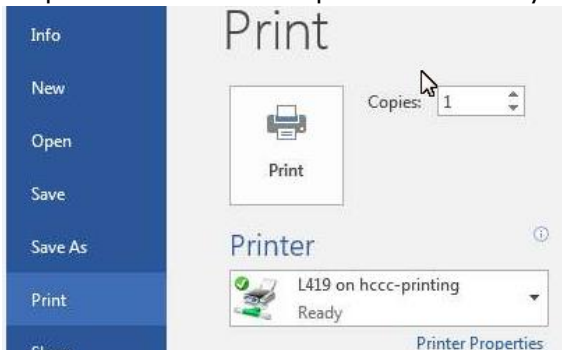 Info
New
Open
Save
Save As
Print
Print
Copies: 1
Print
Printer
L419 on hccc-printing
Ready
Printer Properties